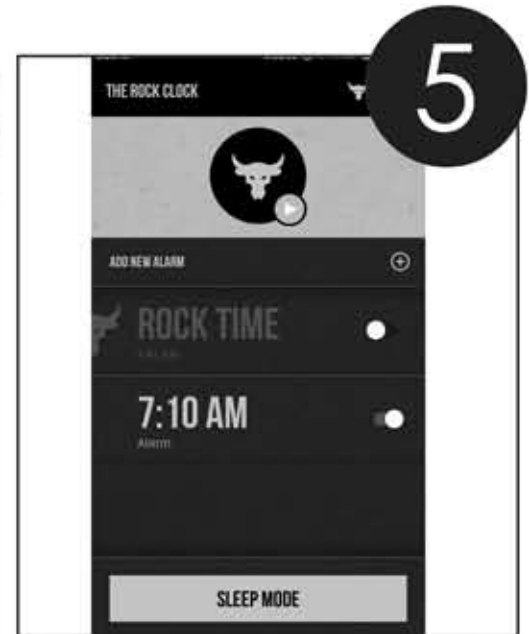 5
THE ROCK CLOCK
ADD NEW ALARM
ROCK TIME
7:10 AM
Alarm
SLEEP MODE